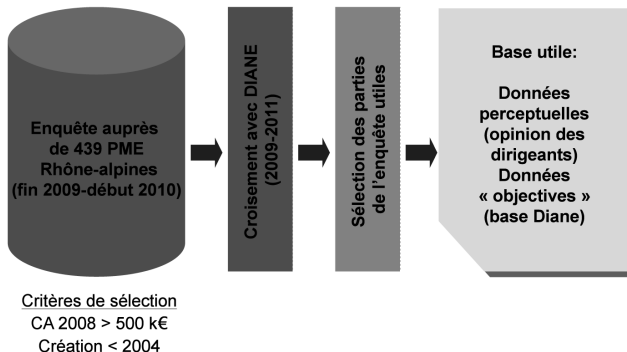 Enquête auprès
de 439 PME
Rhône-alpines
(fin 2009-début 2010)
Critères de sélection
CA 2008 > 500 k€
Création < 2004
Croisement avec DIANE
(2009-2011)
Sélection des parties
de l'enquête utiles
Base utile:
Données
perceptuelles
(opinion des
dirigeants)
Données
« objectives »
(base Diane)